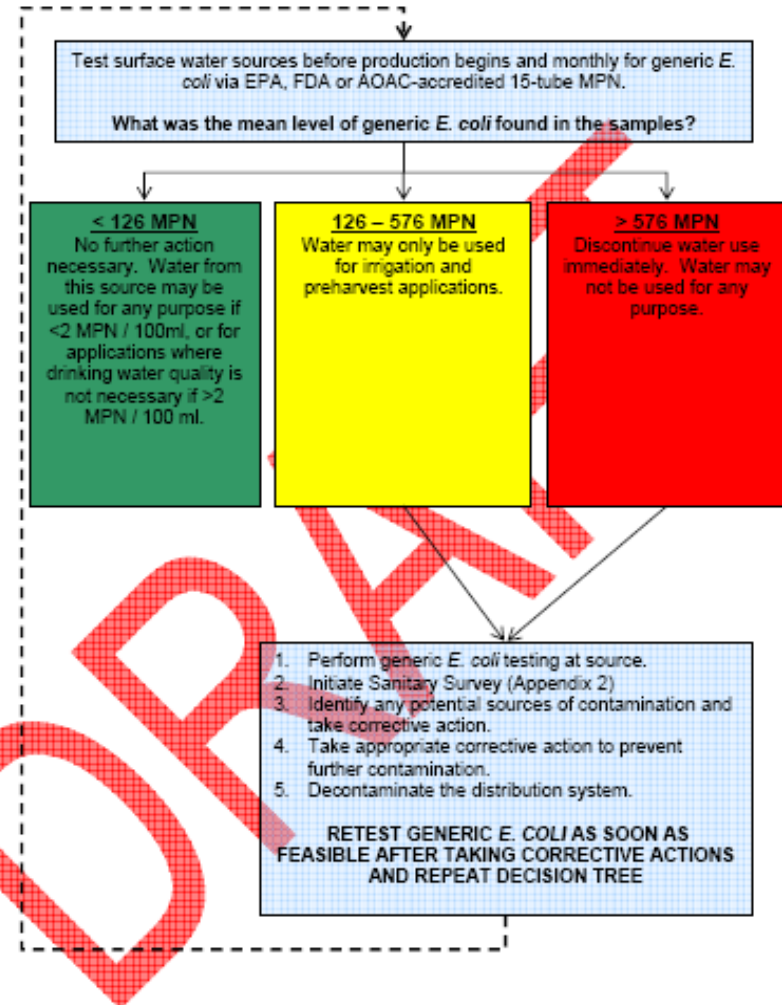 Test surface water sources before production begins and monthly for generic E.
coli via EPA, FDA or AOAC-accredited 15-tube MPN.
What was the mean level of generic E. coli found in the samples?
< 126 MPN
No further action
necessary. Water from
this source may be
used for any purpose if
<2 MPN / 100ml, or for
applications where
drinking water quality is
not necessary if >2
MPN / 100 ml.
126 – 576 MPN
Water may only be used
for irrigation and
preharvest applications.
> 576 MPN
Discontinue water use
immediately. Water may
not be used for any
purpose.
1. Perform generic E. coli testing at source.
2. Initiate Sanitary Survey (Appendix 2)
3. Identify any potential sources of contamination and
take corrective action.
4. Take appropriate corrective action to prevent
further contamination.
5. Decontaminate the distribution system.
RETEST GENERIC E. COLI AS SOON AS
FEASIBLE AFTER TAKING CORRECTIVE ACTIONS
AND REPEAT DECISION TREE
DRAFT